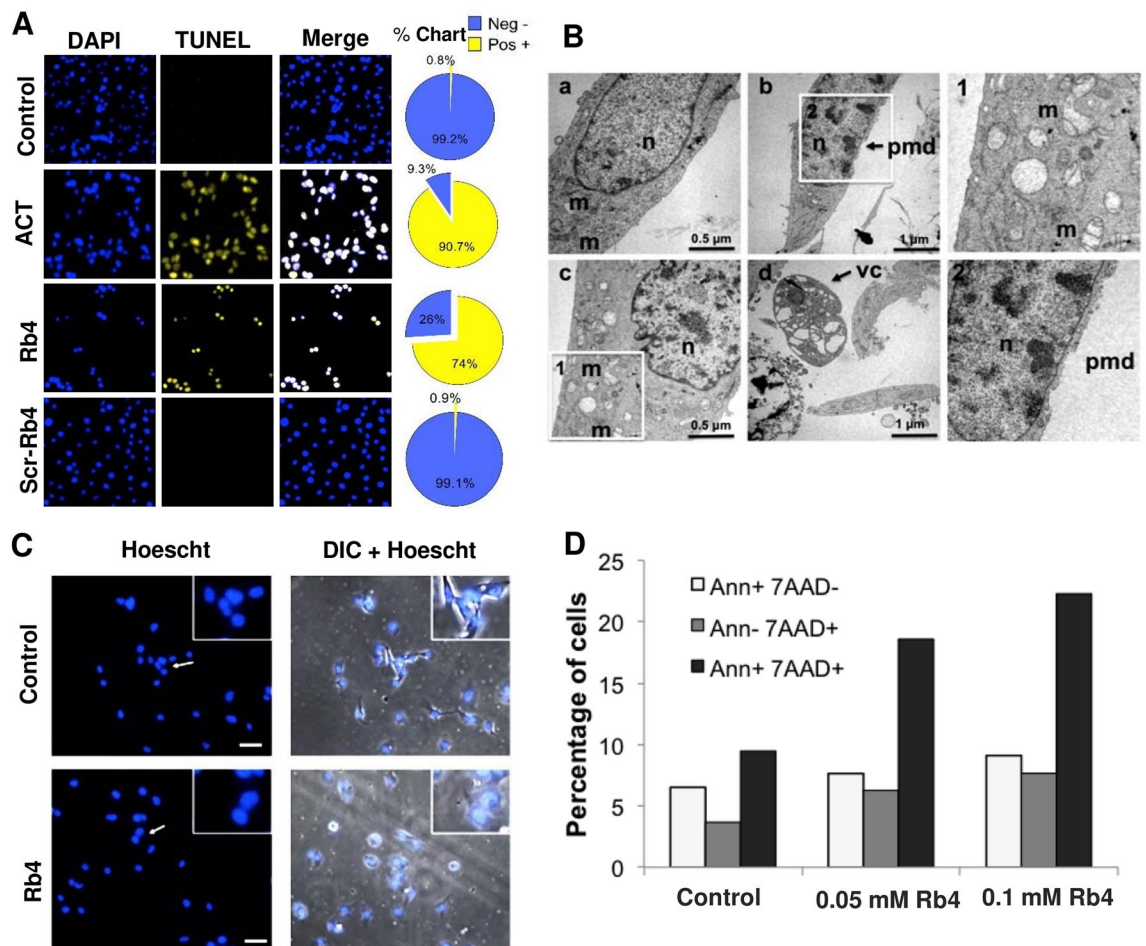 A
DAPI TUNEL Merge % Chart
Neg -
Pos +
Control
0.8%
99.2%
ACT
9.3%
90.7%
Rb4
26%
74%
Scr-Rb4
0.9%
99.1%
B
a
n
m
m
0.5 µm
b
2
n
pmd
1 µm
1
m
m
c
n
1
m
m
0.5 µm
d
vc
1 µm
2
n
pmd
C
Hoescht DIC + Hoescht
Control
Rb4
D
Percentage of cells
25
20
15
10
5
0
Ann+ 7AAD-
Ann- 7AAD+
Ann+ 7AAD+
Control 0.05 mM Rb4 0.1 mM Rb4